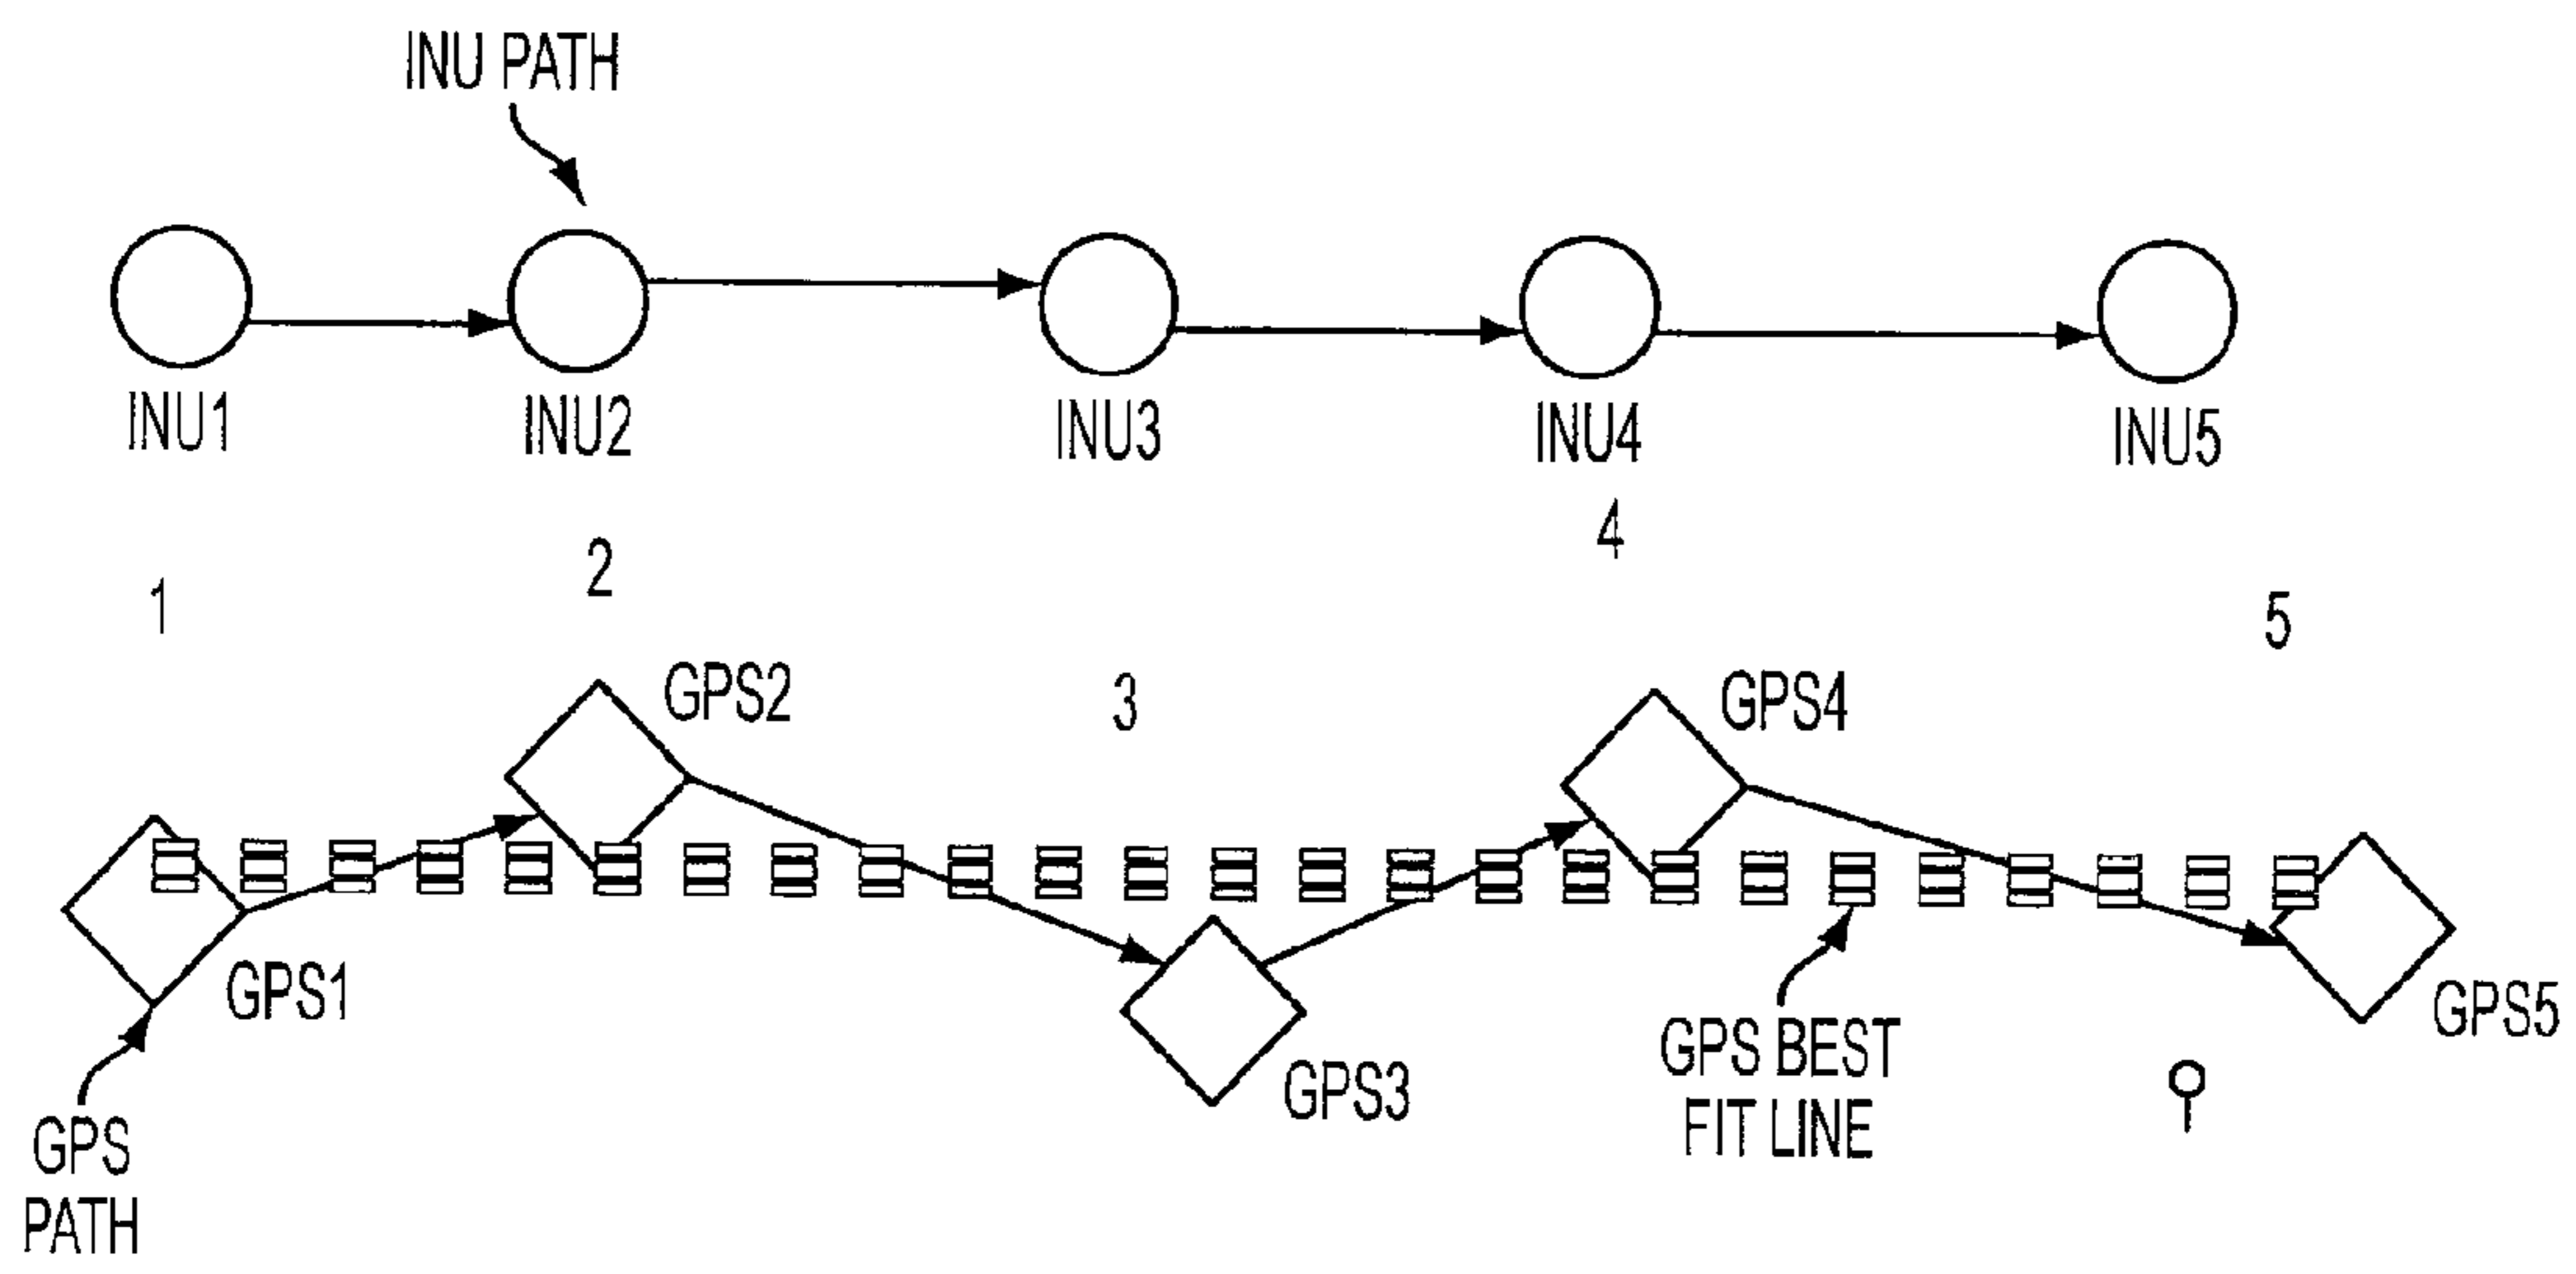 INU PATH
INU1
INU2
INU3
INU4
INU5
1
2
3
4
5
GPS1
GPS2
GPS3
GPS4
GPS5
GPS
PATH
GPS BEST
FIT LINE